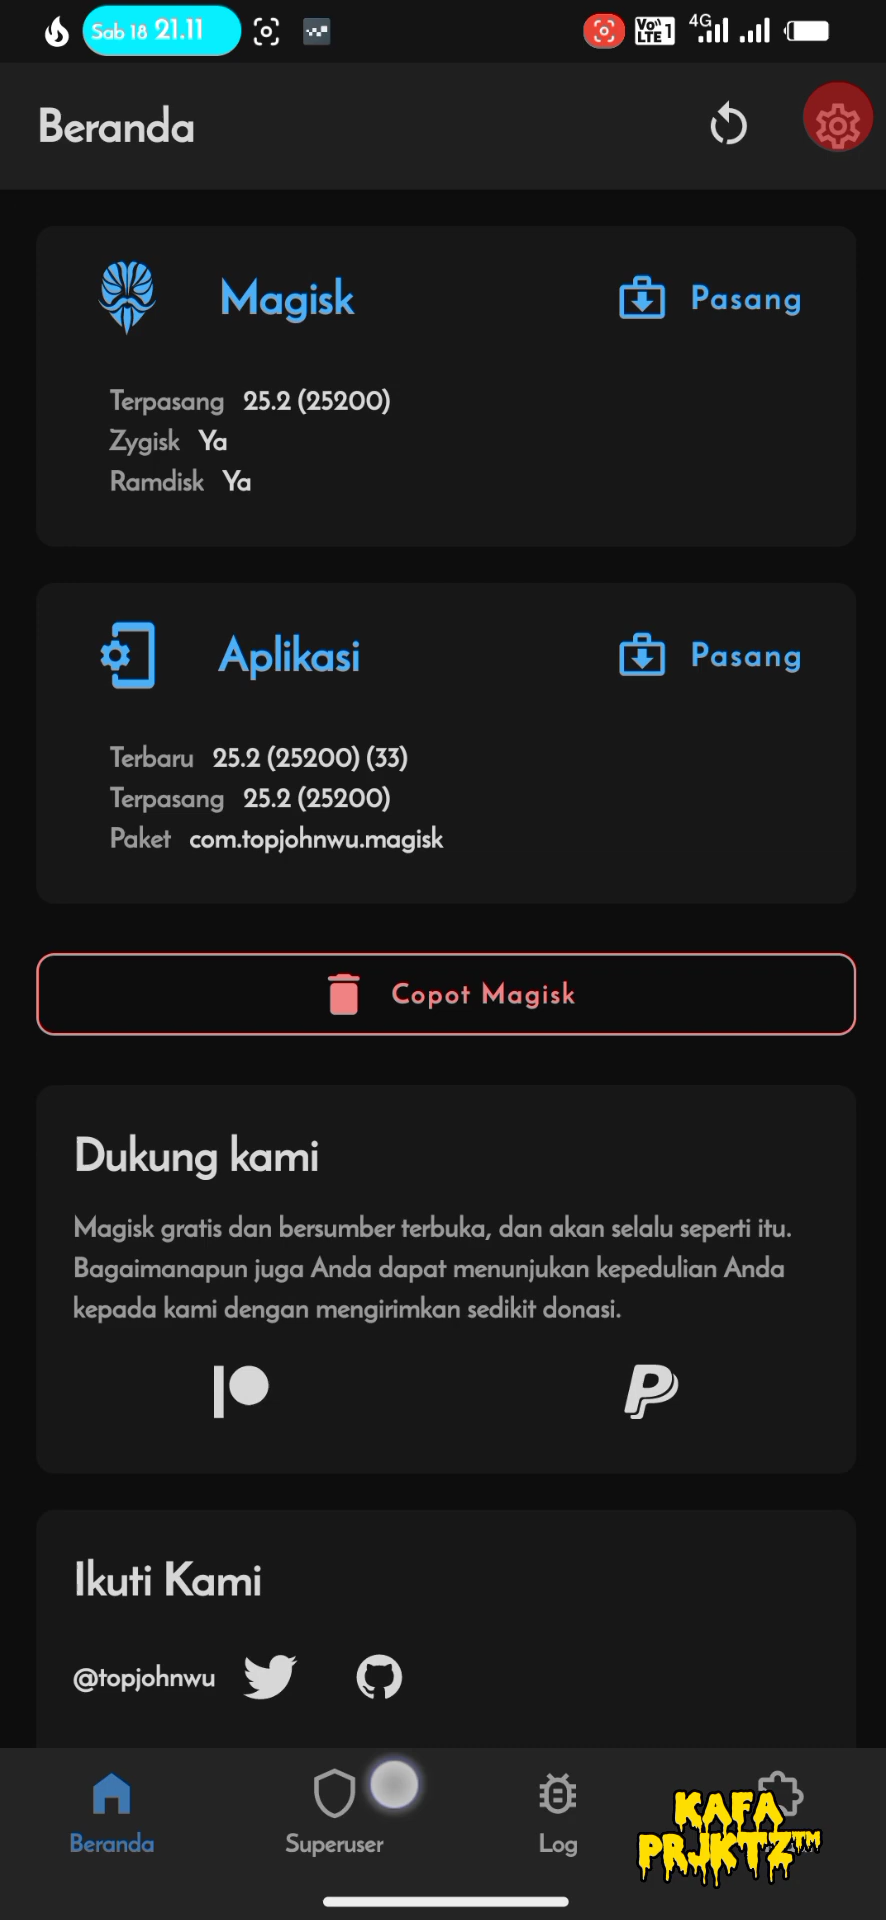 Sab 18 21.11
Vo)) LTE 1 4G
Beranda
Magisk
Pasang
Terpasang 25.2 (25200)
Zygisk Ya
Ramdisk Ya
Aplikasi
Pasang
Terbaru 25.2 (25200) (33)
Terpasang 25.2 (25200)
Paket com.topjohnwu.magisk
Copot Magisk
Dukung kami
Magisk gratis dan bersumber terbuka, dan akan selalu seperti itu.
Bagaimanapun juga Anda dapat menunjukan kepedulian Anda
kepada kami dengan mengirimkan sedikit donasi.
Ikuti Kami
@topjohnwu
Beranda
Superuser
Log
KAFA
PRJKTZ™